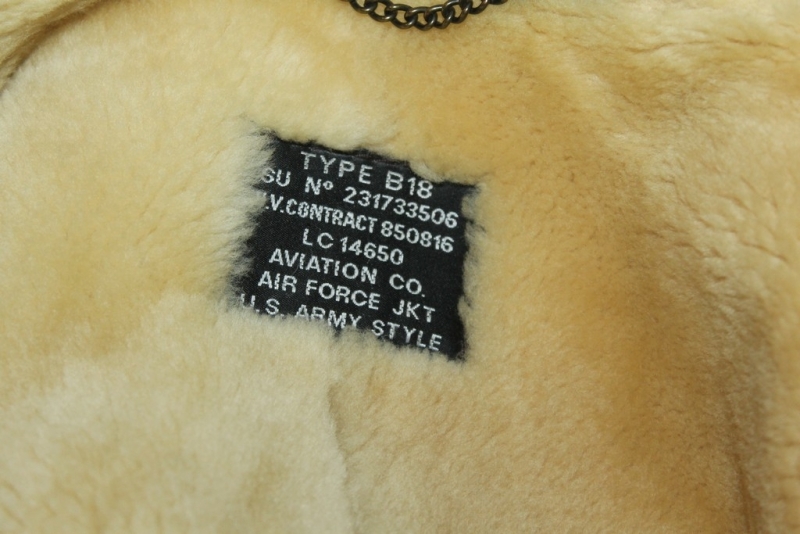 TYPE B18
SU Nº 231733506
.V.CONTRACT 850816
LC 14650
AVIATION CO.
AIR FORCE JKT
U.S. ARMY STYLE